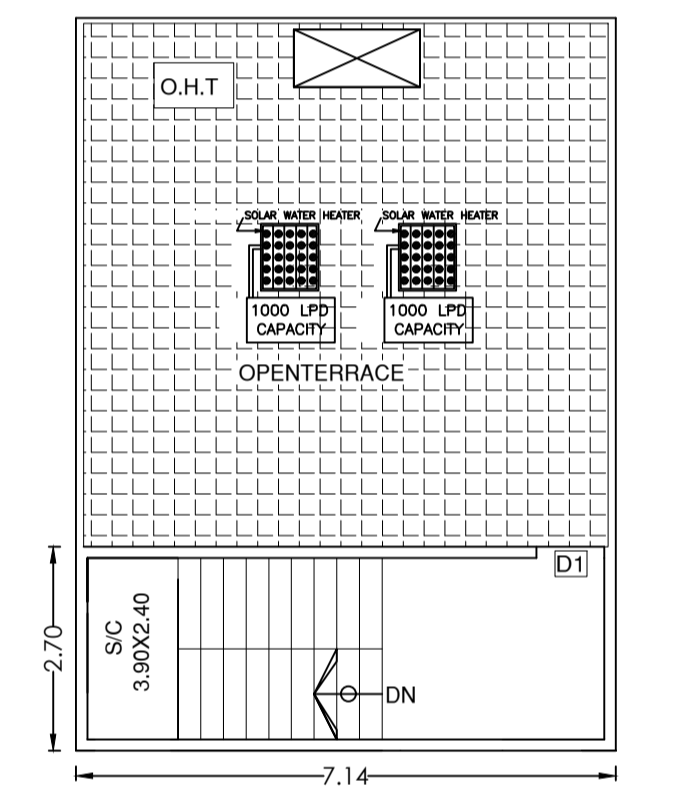 O.H.T
SOLAR WATER HEATER
SOLAR WATER HEATER
1000 LPD
CAPACITY
1000 LPD
CAPACITY
OPENTERRACE
D1
S/C
3.90X2.40
2.70
DN
7.14